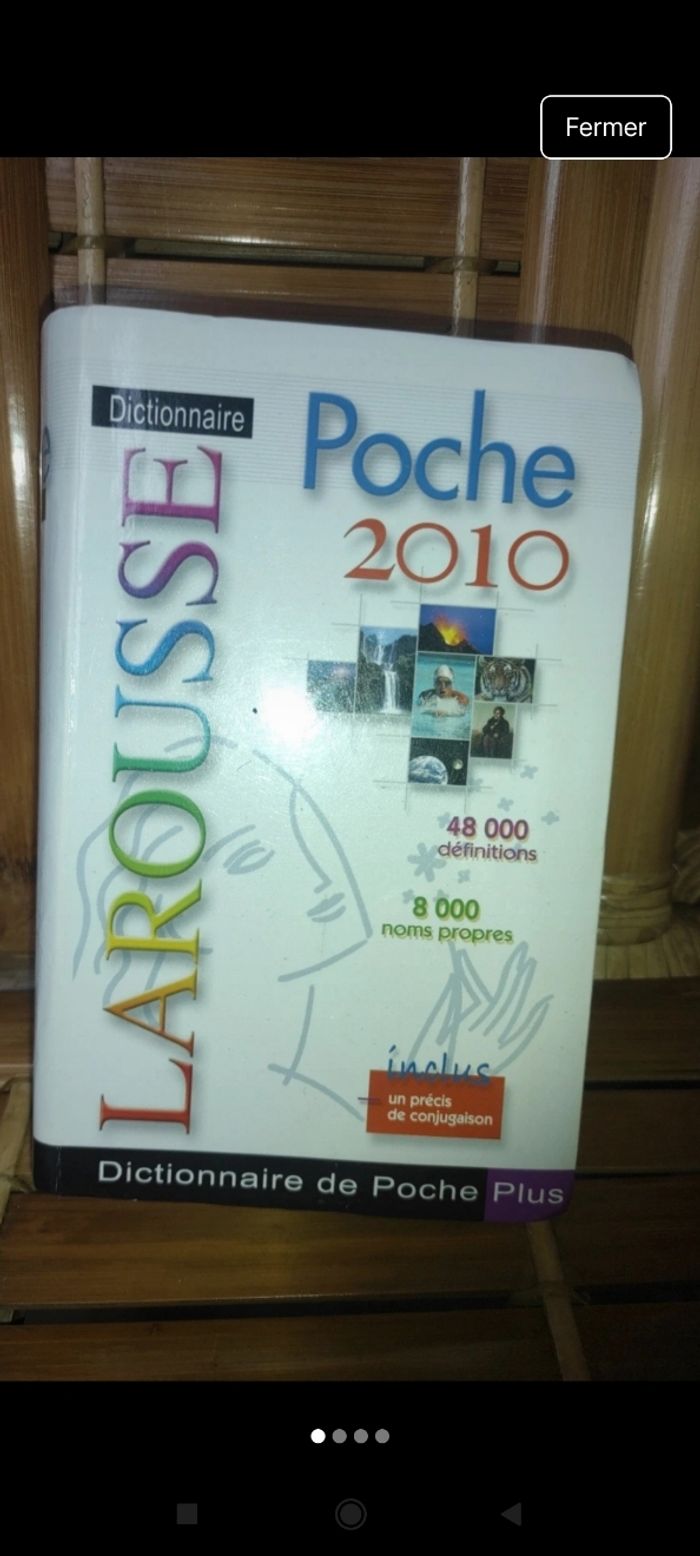 Fermer
Dictionnaire
LAROUSSE
Poche
2010
48 000
définitions
8 000
noms propres
inclus
un précis
de conjugaison
Dictionnaire de Poche Plus